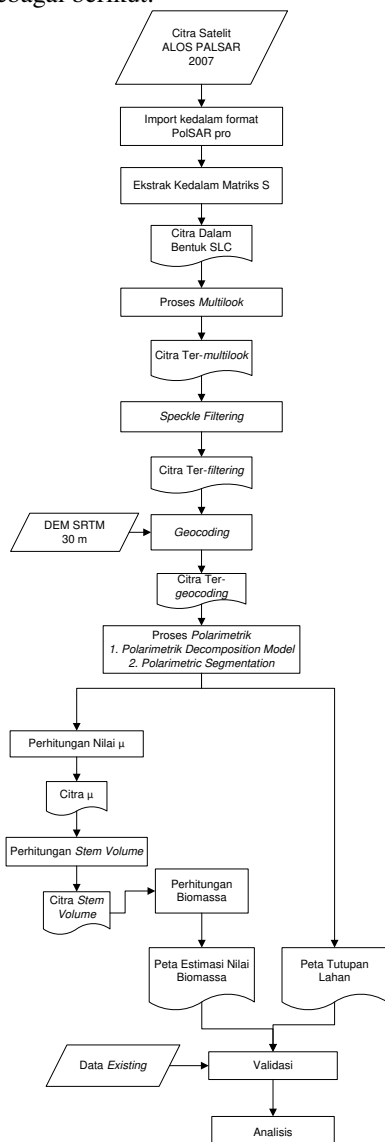 sebagai berikut.
Citra Satelit
ALOS PALSAR
2007
Import kedalam format
PolSAR pro
Ekstrak Kedalam Matriks S
Citra Dalam
Bentuk SLC
Proses Multilook
Citra Ter-multilook
Speckle Filtering
Citra Ter-filtering
DEM SRTM
30 m
Geocoding
Citra Ter-
geocoding
Proses Polarimetrik
1. Polarimetrik Decomposition Model
2. Polarimetric Segmentation
Perhitungan Nilai µ
Citra µ
Perhitungan Stem Volume
Citra Stem
Volume
Perhitungan
Biomassa
Peta Estimasi Nilai
Biomassa
Peta Tutupan
Lahan
Data Existing
Validasi
Analisis